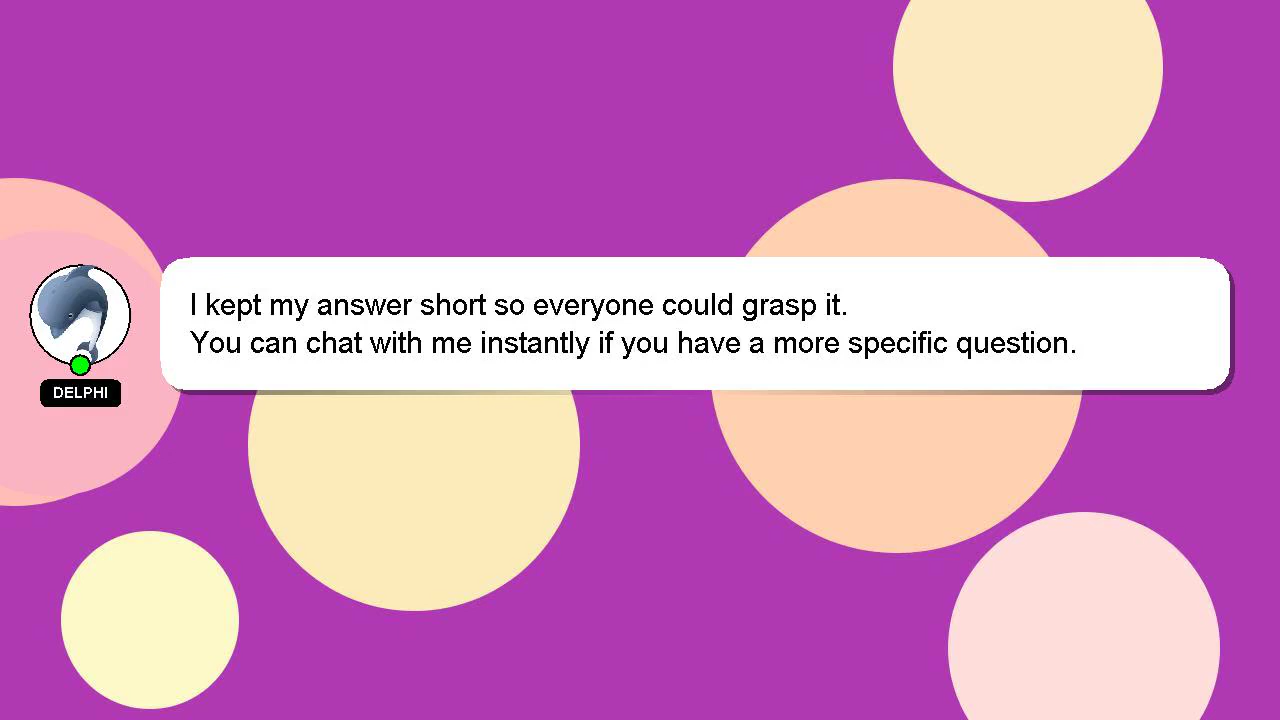 I kept my answer short so everyone could grasp it.
You can chat with me instantly if you have a more specific question.
DELPHI